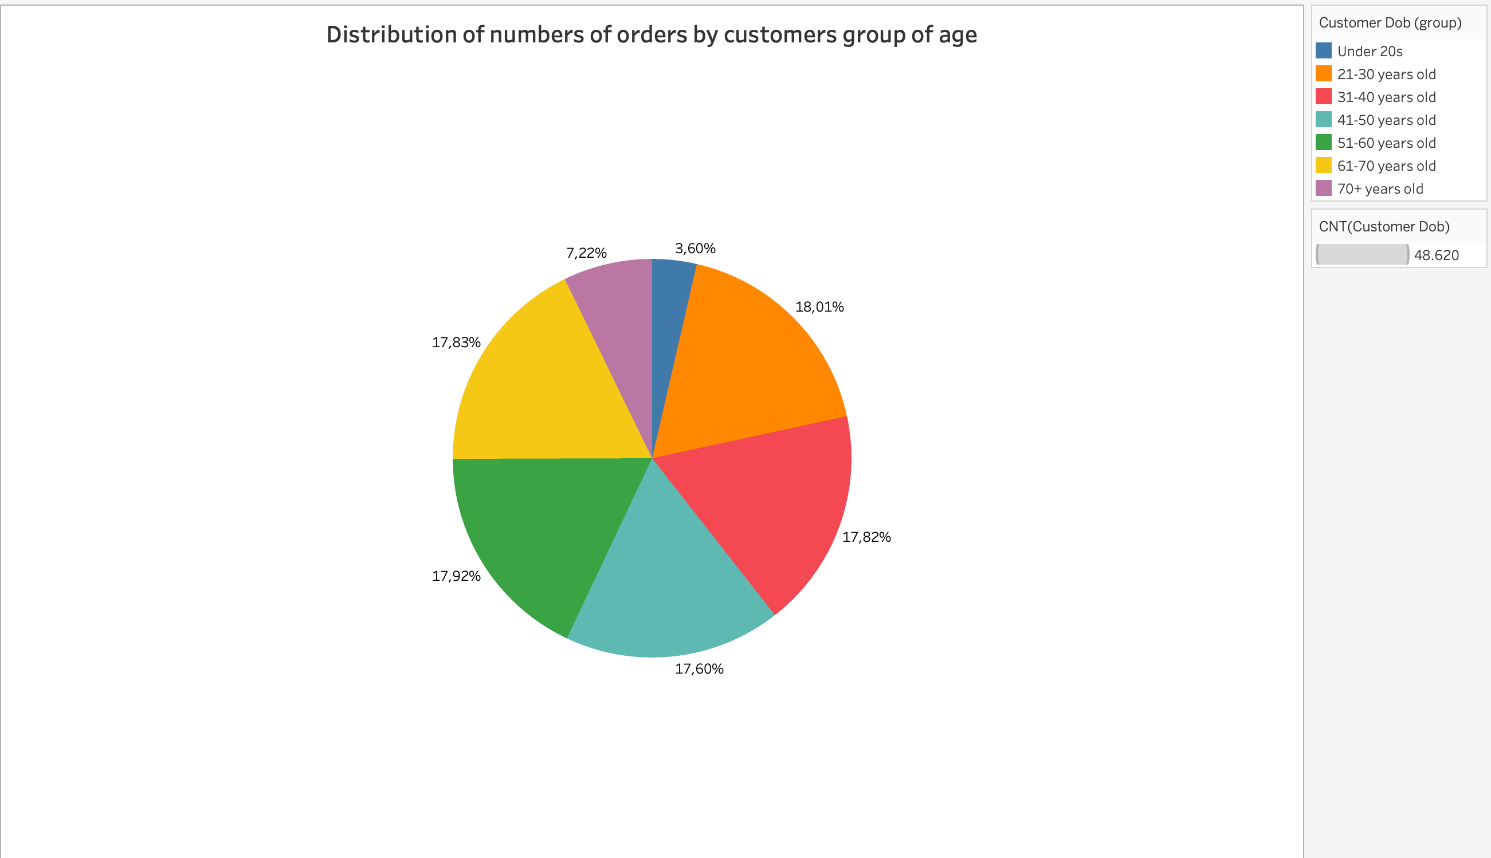 Distribution of numbers of orders by customers group of age
Customer Dob (group)
Under 20s
21-30 years old
31-40 years old
41-50 years old
51-60 years old
61-70 years old
70+ years old
CNT(Customer Dob)
48.620
7,22%
3,60%
18,01%
17,83%
17,82%
17,92%
17,60%